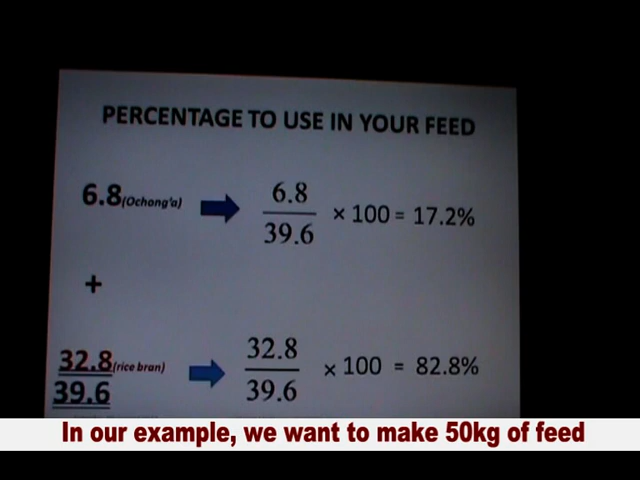 PERCENTAGE TO USE IN YOUR FEED
6.8(Ochong'a) 6.8/39.6 × 100 = 17.2%
+
32.8(rice bran) 32.8/39.6 × 100 = 82.8%
39.6
In our example, we want to make 50kg of feed